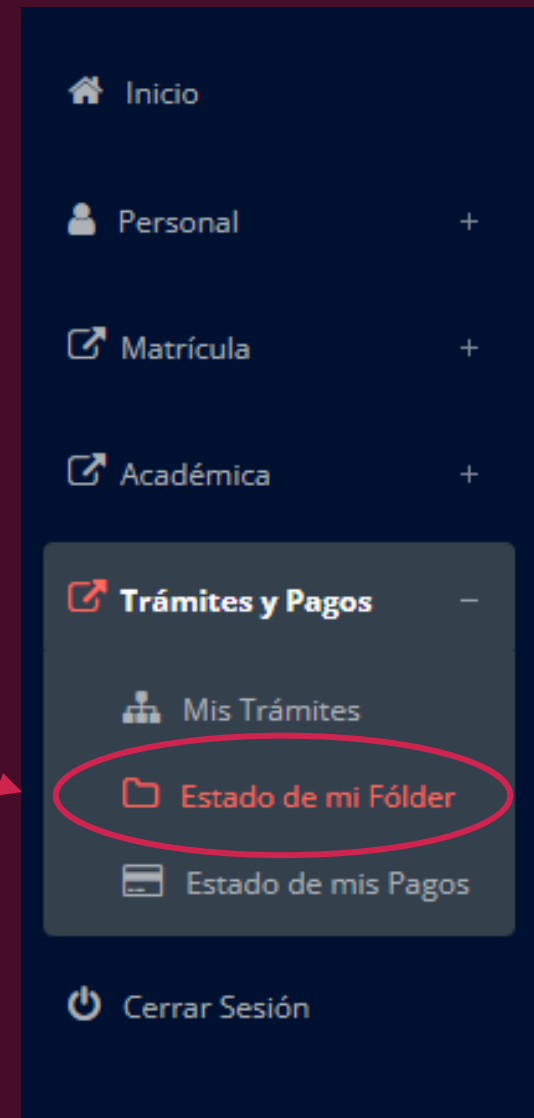 Inicio
Personal +
Matrícula +
Académica +
Trámites y Pagos –
Mis Trámites
Estado de mi Fólder
Estado de mis Pagos
Cerrar Sesión